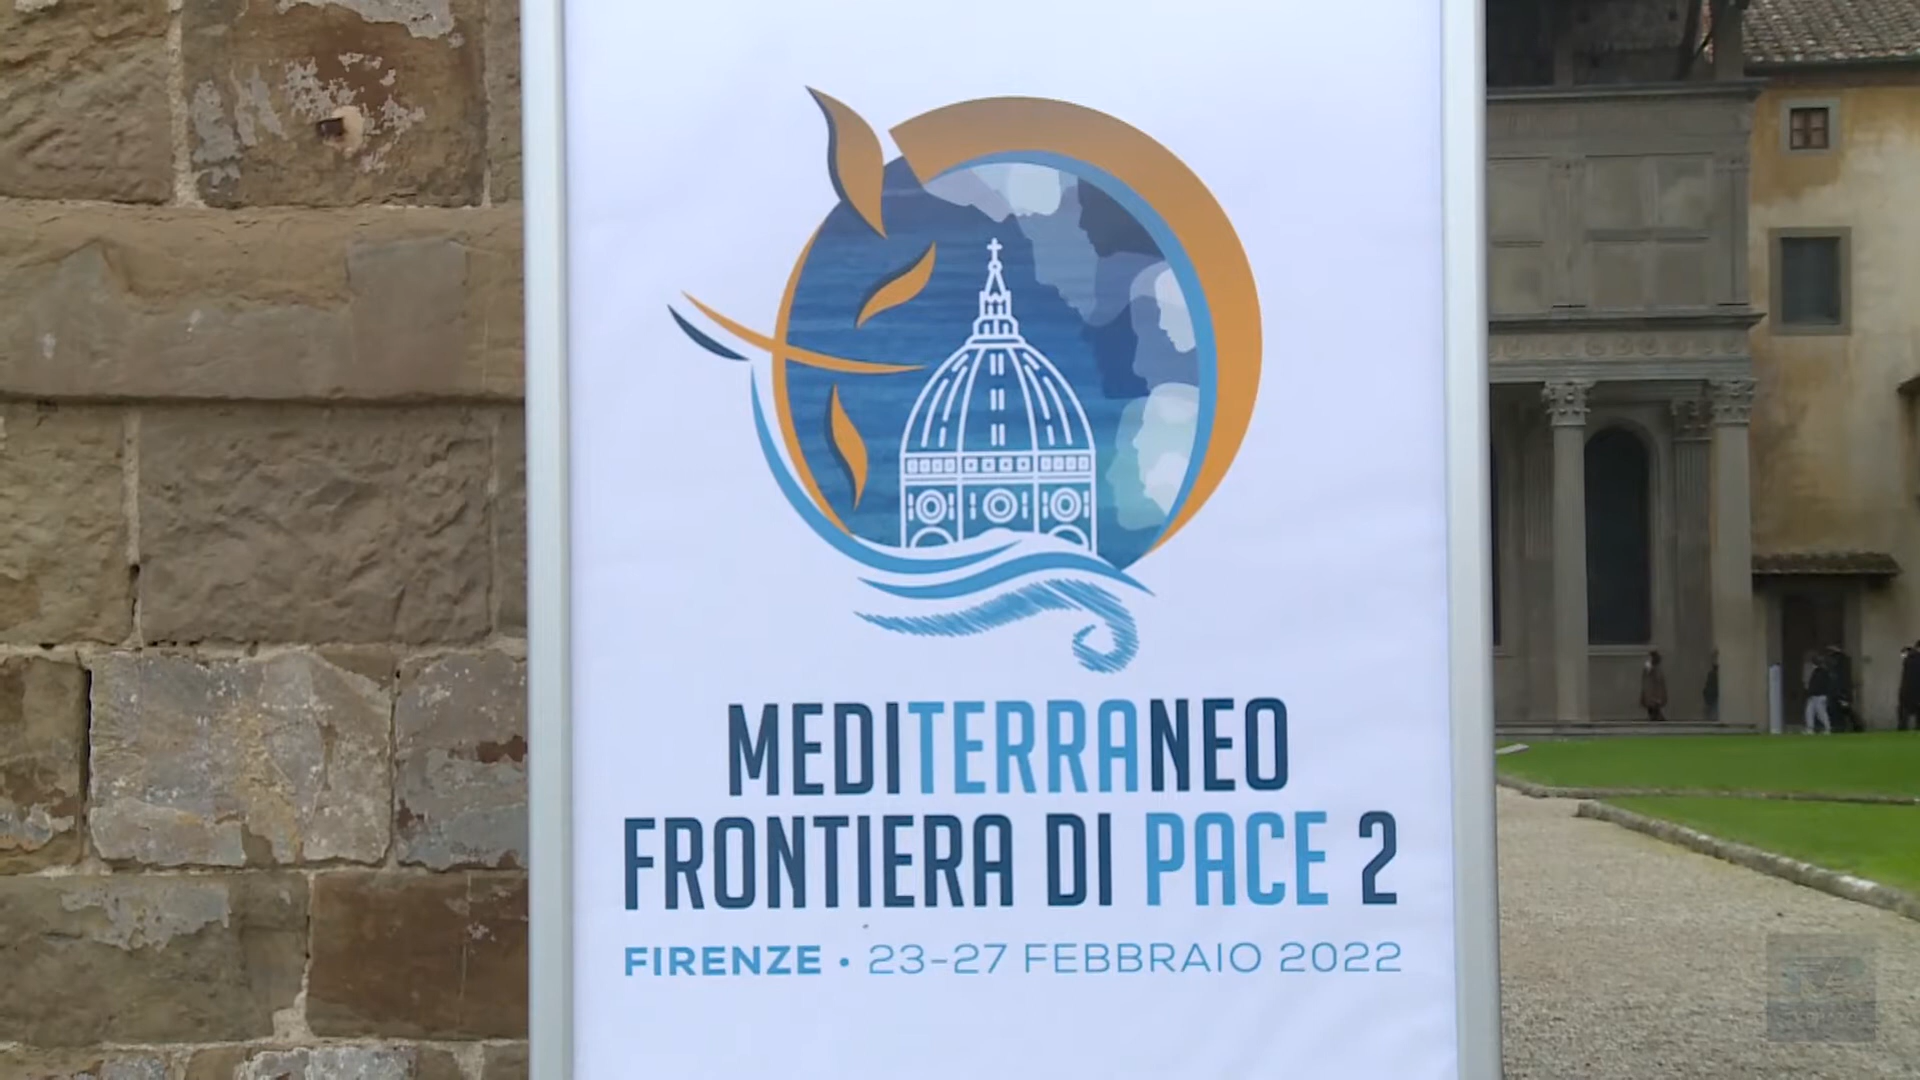 MEDITERRANEO
FRONTIERA DI PACE 2
FIRENZE • 23-27 FEBBRAIO 2022